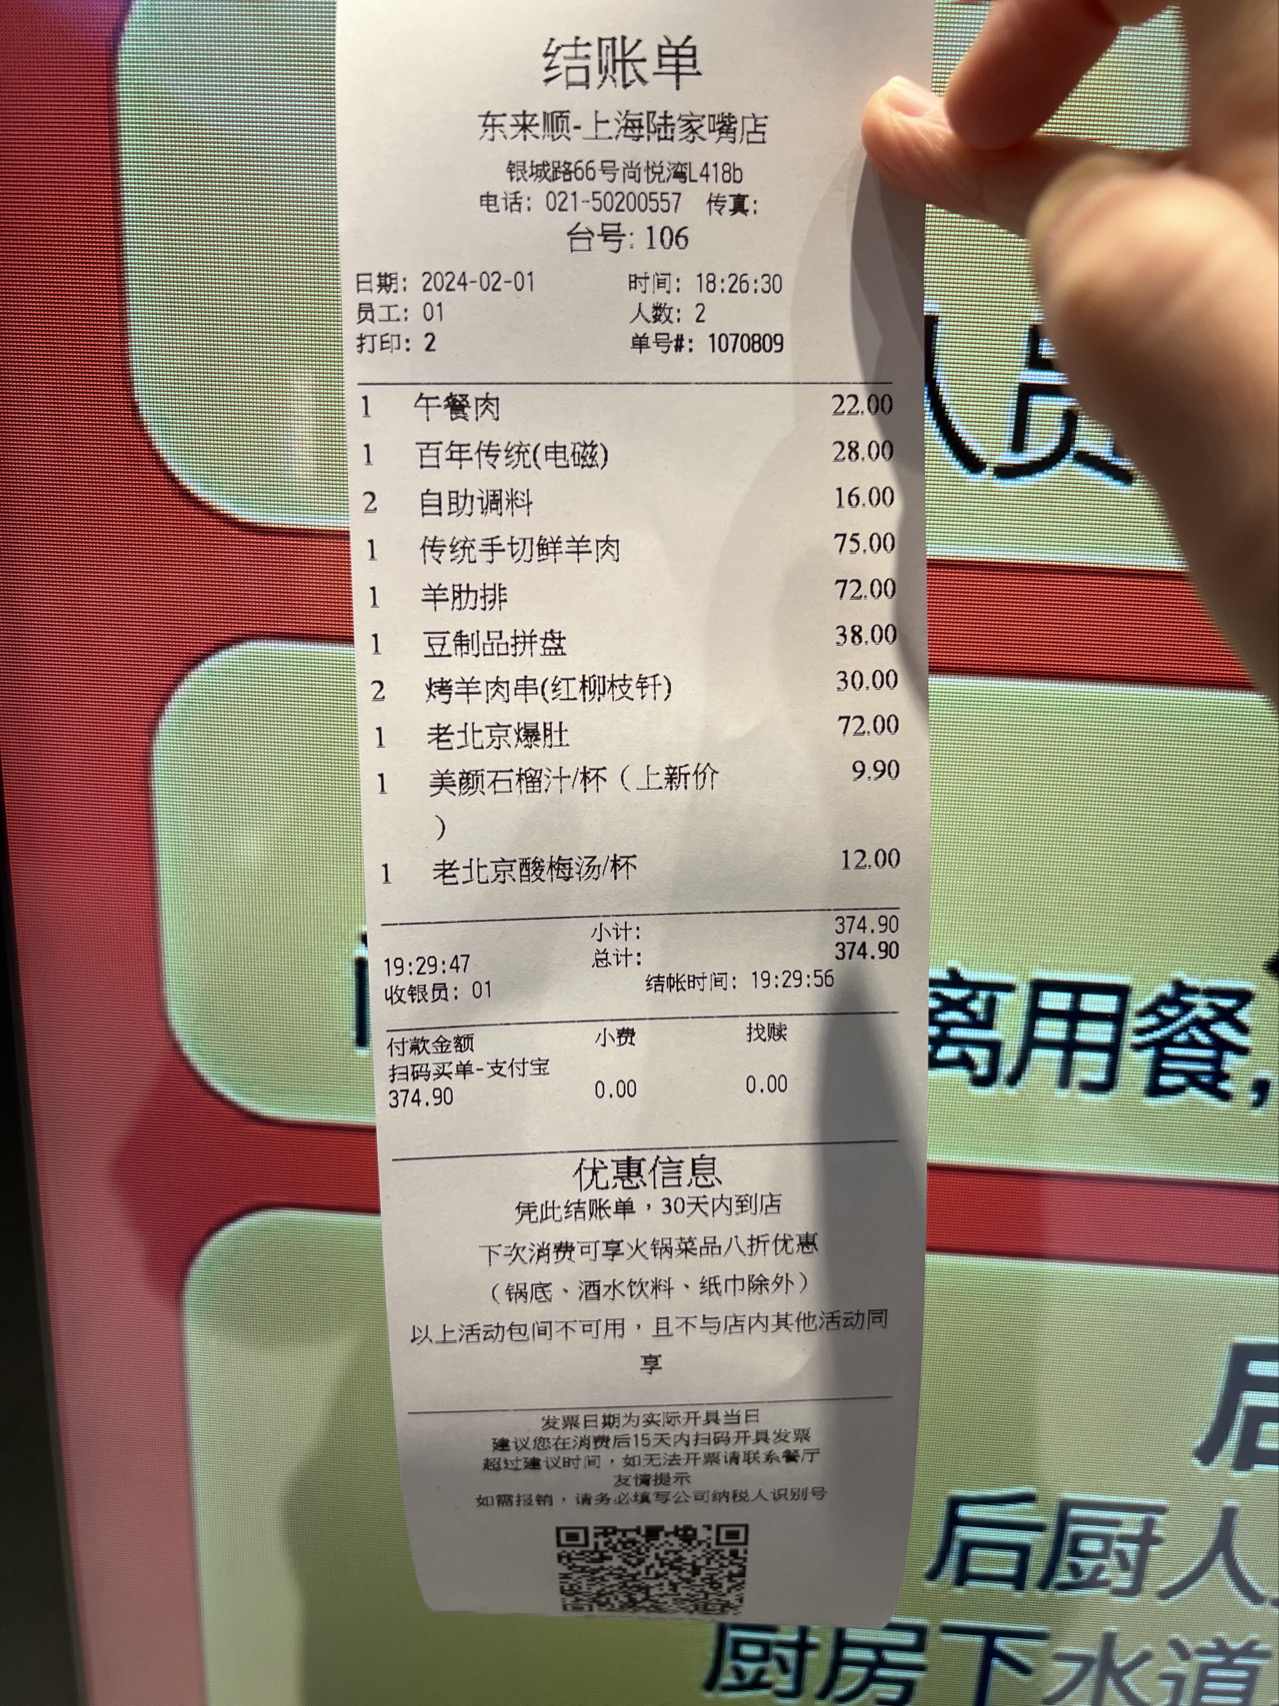 结账单
东来顺-上海陆家嘴店
银城路66号尚悦湾L418b
电话: 021-50200557 传真:
台号: 106
日期: 2024-02-01 时间: 18:26:30
员工: 01 人数: 2
打印: 2 单号#: 1070809
1 午餐肉 22.00
1 百年传统(电磁) 28.00
2 自助调料 16.00
1 传统手切鲜羊肉 75.00
1 羊肋排 72.00
1 豆制品拼盘 38.00
2 烤羊肉串(红柳枝钎) 30.00
1 老北京爆肚 72.00
1 美颜石榴汁/杯（上新价 9.90
）
1 老北京酸梅汤/杯 12.00
小计: 374.90
总计: 374.90
19:29:47
收银员: 01 结帐时间: 19:29:56
付款金额 小费 找赎
扫码买单-支付宝
374.90 0.00 0.00
优惠信息
凭此结账单，30天内到店
下次消费可享火锅菜品八折优惠
（锅底、酒水饮料、纸巾除外）
以上活动包间不可用，且不与店内其他活动同
享
发票日期为实际开具当日
建议您在消费后15天内扫码开具发票
超过建议时间，如无法开票请联系餐厅
友情提示
如需报销，请务必填写公司纳税人识别号
人员
离用餐,
后
后厨人
厨房下水道